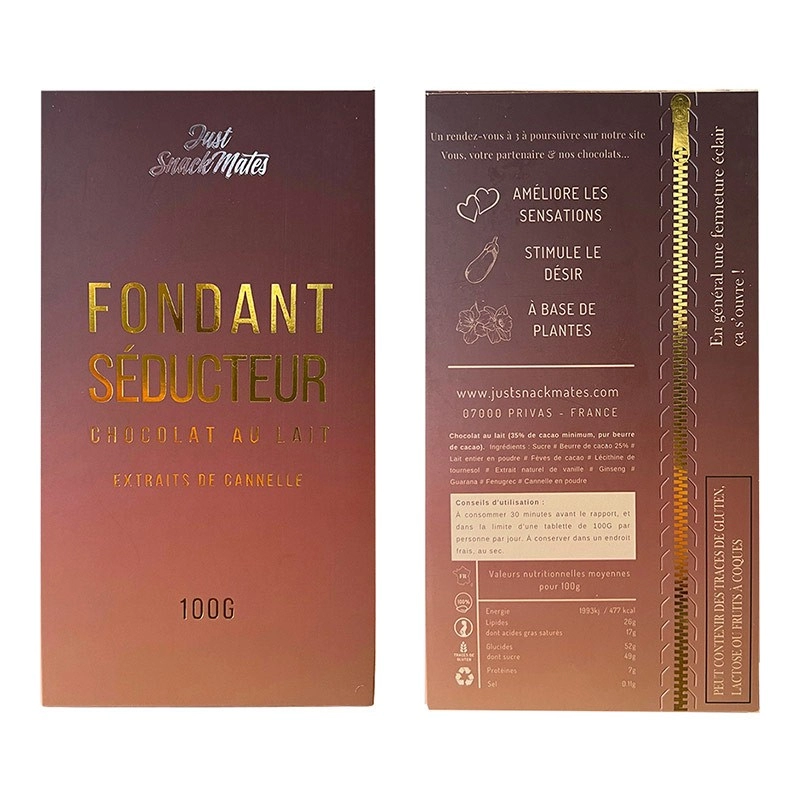 Just
SnackMates
FONDANT
SÉDUCTEUR
CHOCOLAT AU LAIT
EXTRAITS DE CANNELLE
100G
Un rendez-vous à 3 à poursuivre sur notre site
Vous, votre partenaire & nos chocolats...
AMÉLIORE LES
SENSATIONS
STIMULE LE
DÉSIR
À BASE DE
PLANTES
www.justsnackmates.com
07000 PRIVAS - FRANCE
Chocolat au lait (35% de cacao minimum, pur beurre
de cacao). Ingrédients : Sucre # Beurre de cacao 25% #
Lait entier en poudre # Fèves de cacao # Lécithine de
tournesol # Extrait naturel de vanille # Ginseng #
Guarana # Fenugrec # Cannelle en poudre
Conseils d'utilisation :
À consommer 30 minutes avant le rapport, et
dans la limite d'une tablette de 100G par
personne par jour. À conserver dans un endroit
frais, au sec.
FR
100%
TRACES DE
GLUTEN
Valeurs nutritionnelles moyennes
pour 100g
Energie 1993kj / 477 kcal
Lipides 26g
dont acides gras saturés 17g
Glucides 52g
dont sucre 49g
Protéines 7g
Sel 0.11g
En général une fermeture éclair
ça s'ouvre !
PEUT CONTENIR DES TRACES DE GLUTEN,
LACTOSE OU FRUITS À COQUES